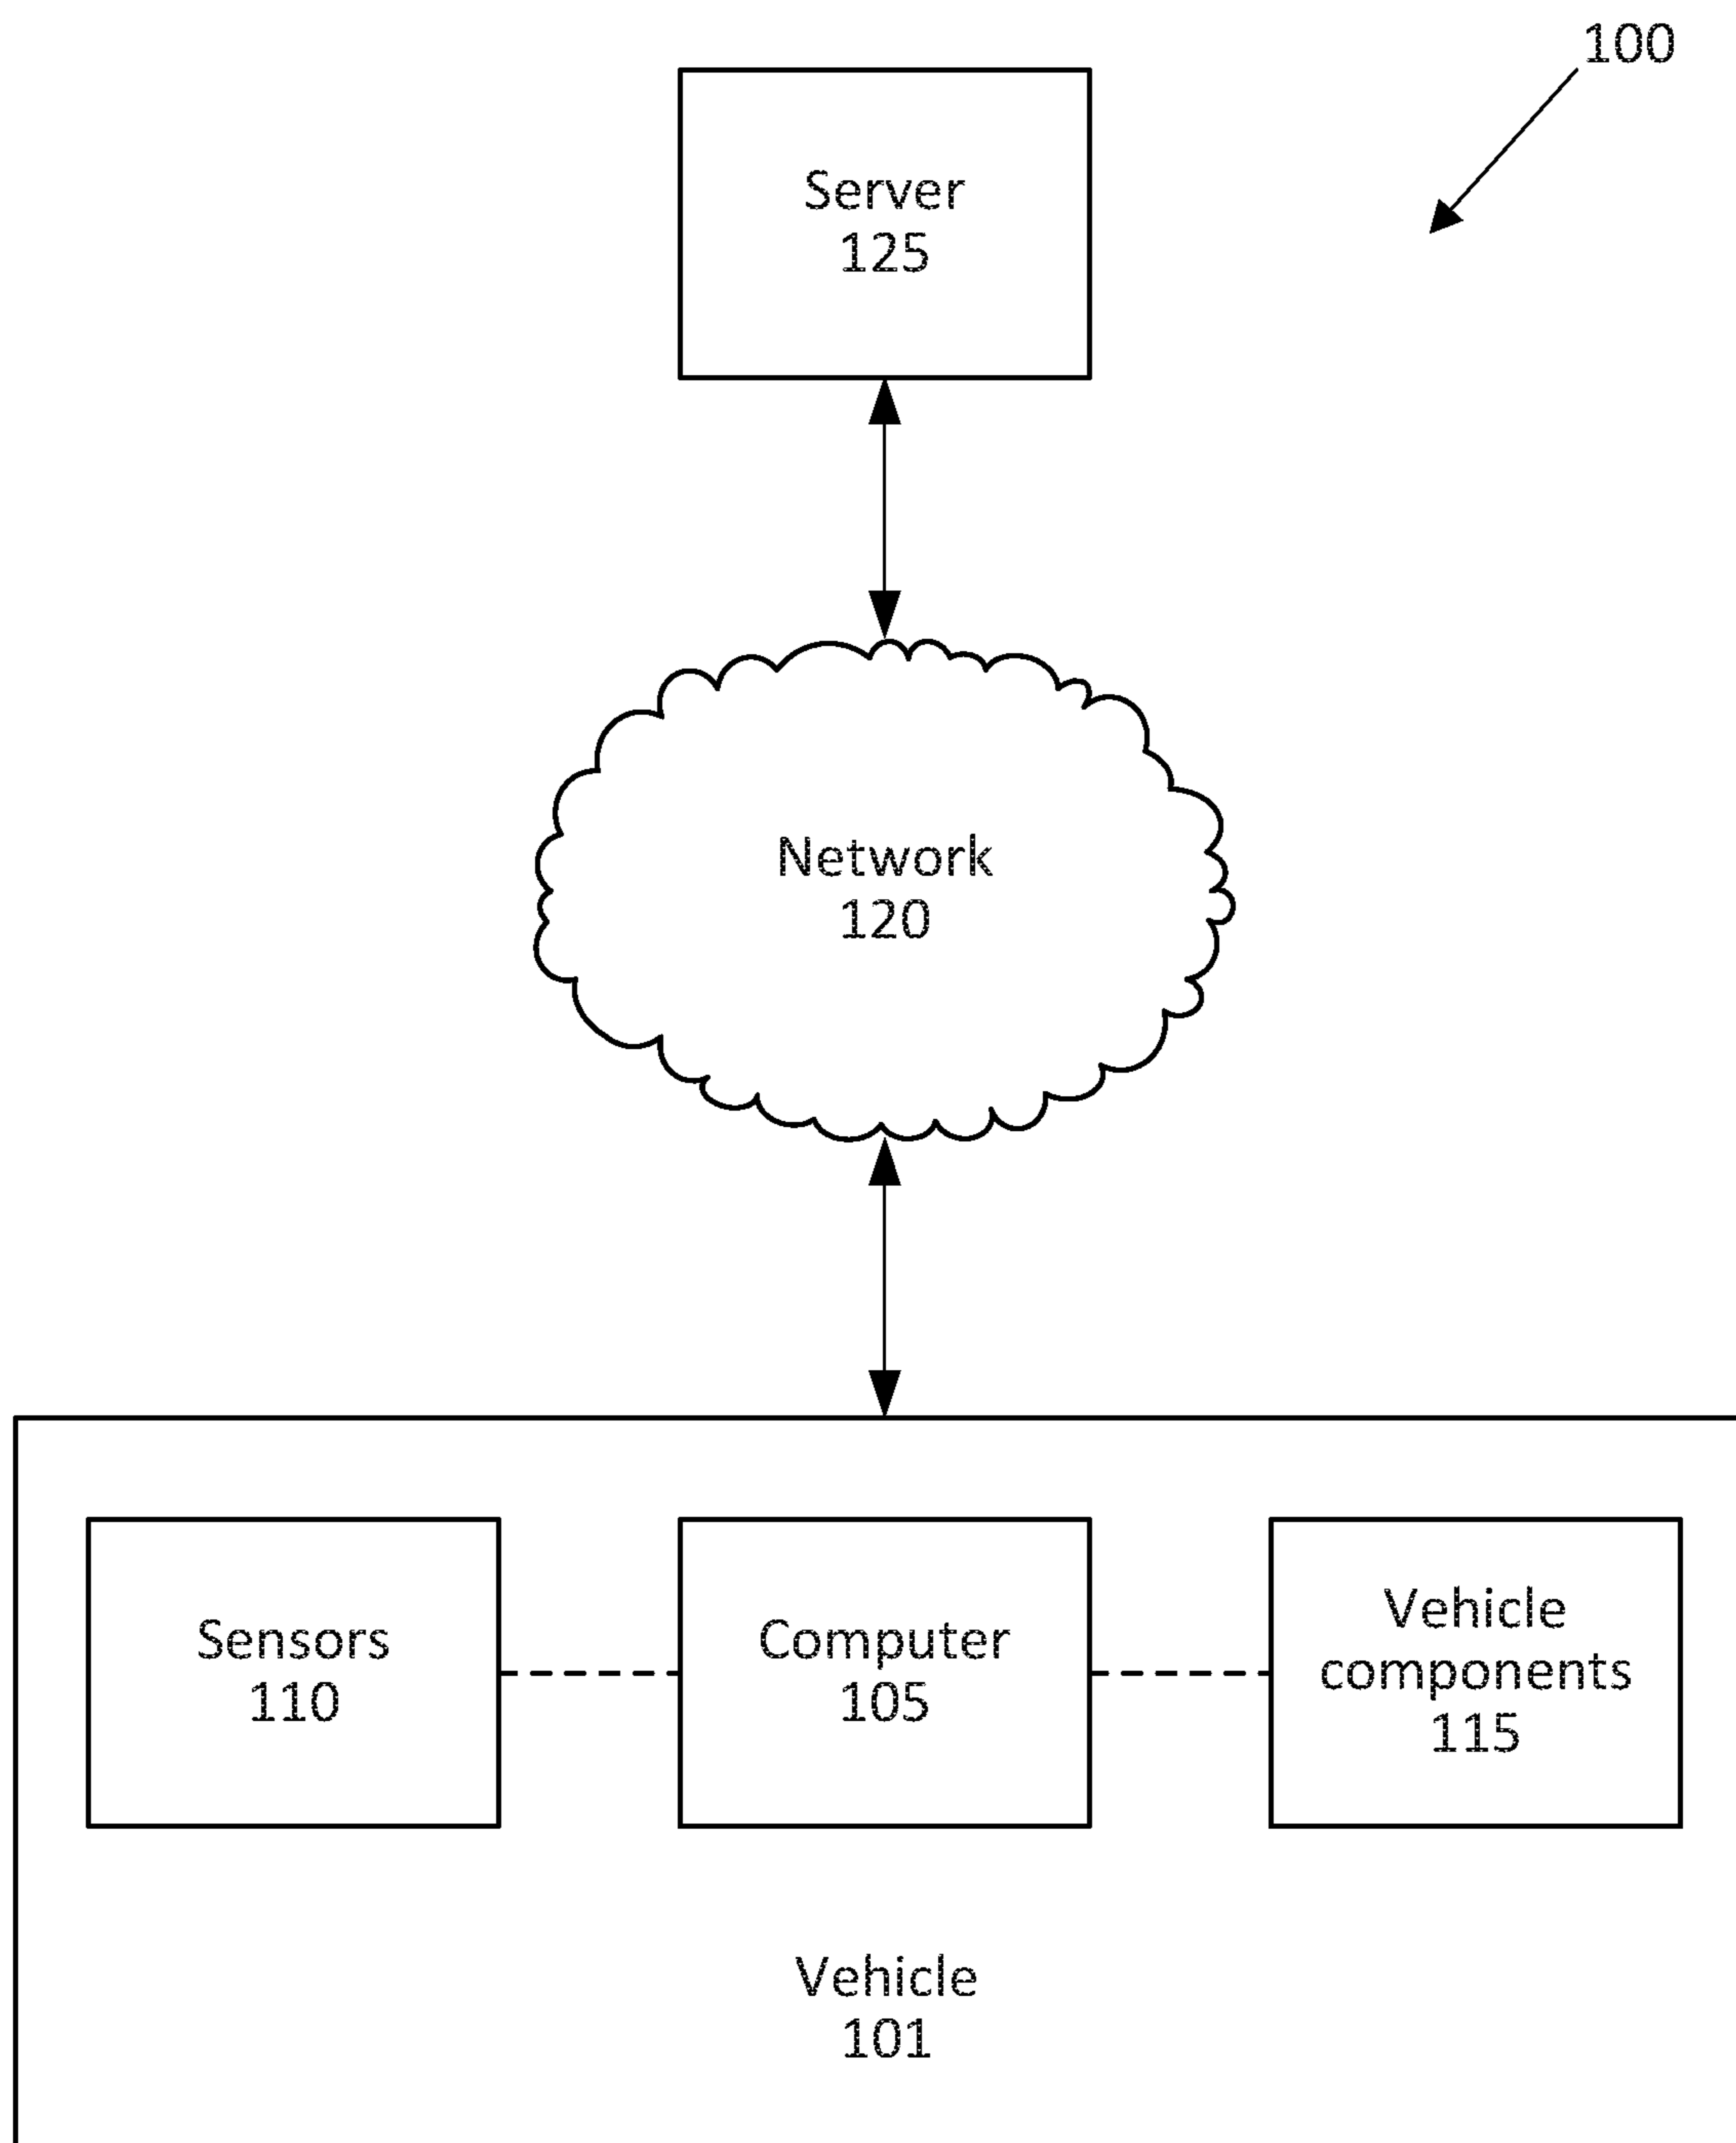 100
Server
125
Network
120
Sensors
110
Computer
105
Vehicle
components
115
Vehicle
101